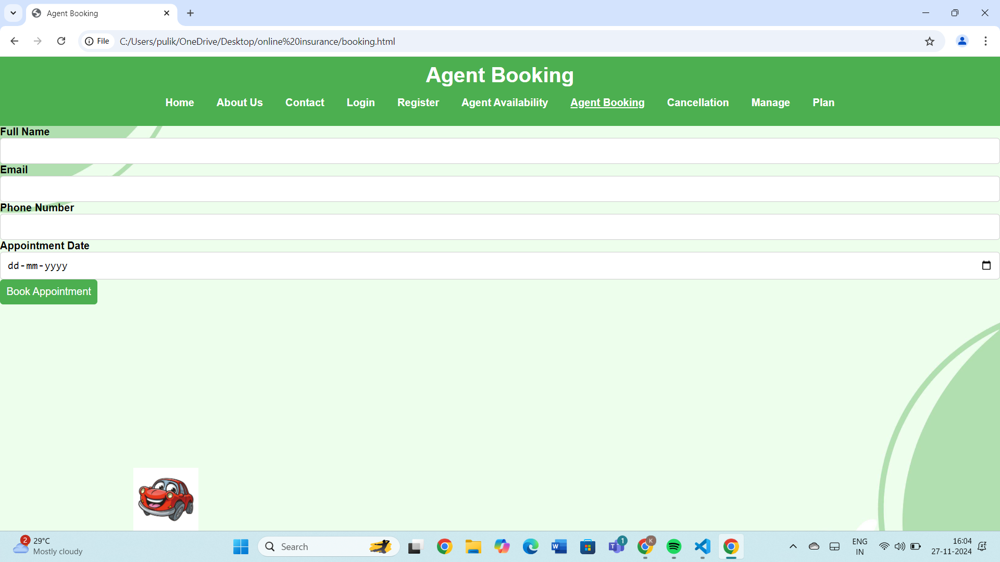 Agent Booking
File C:/Users/pulik/OneDrive/Desktop/online%20insurance/booking.html
Agent Booking
Home About Us Contact Login Register Agent Availability Agent Booking Cancellation Manage Plan
Full Name
Email
Phone Number
Appointment Date
dd-mm-yyyy
Book Appointment
2 29°C
Mostly cloudy
Search
W
T 1
K
ENG
IN
16:04
27-11-2024